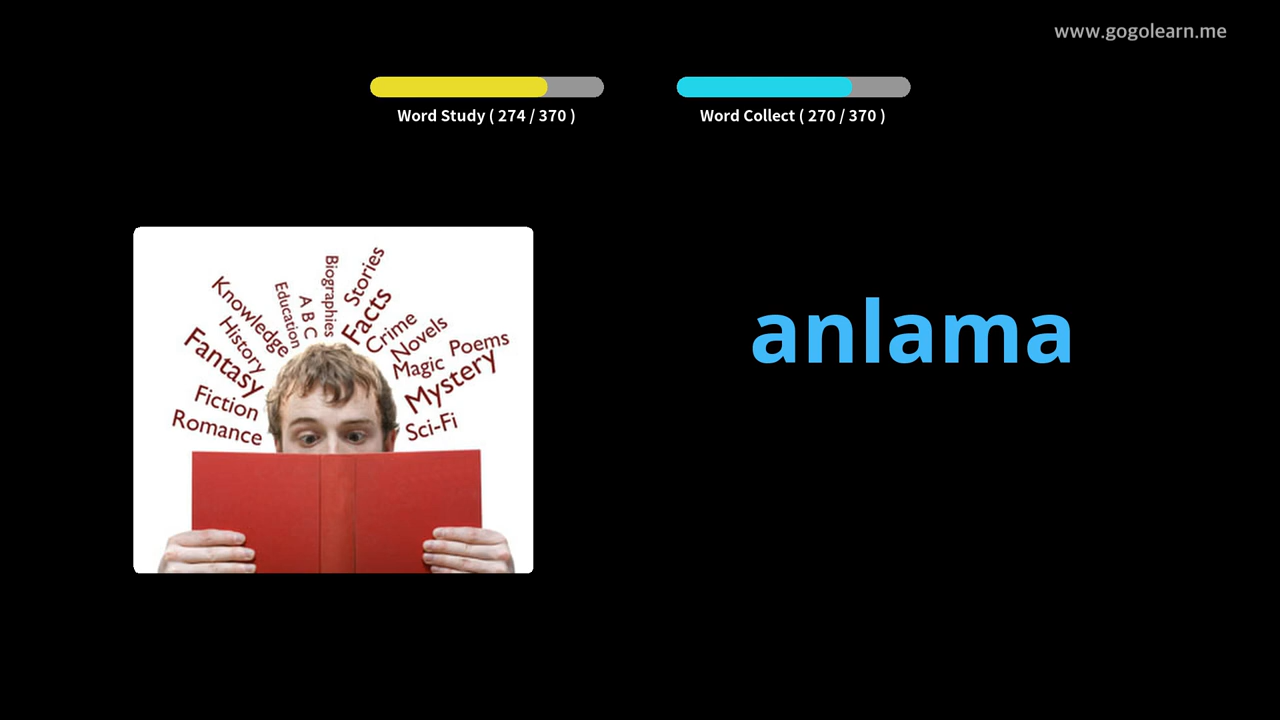 www.gogolearn.me
Word Study ( 274 / 370 )
Word Collect ( 270 / 370 )
Knowledge
History
Fantasy
Fiction
Romance
Education
A B C
Biographies
Stories
Facts
Crime
Novels
Magic
Poems
Mystery
Sci-Fi
anlama